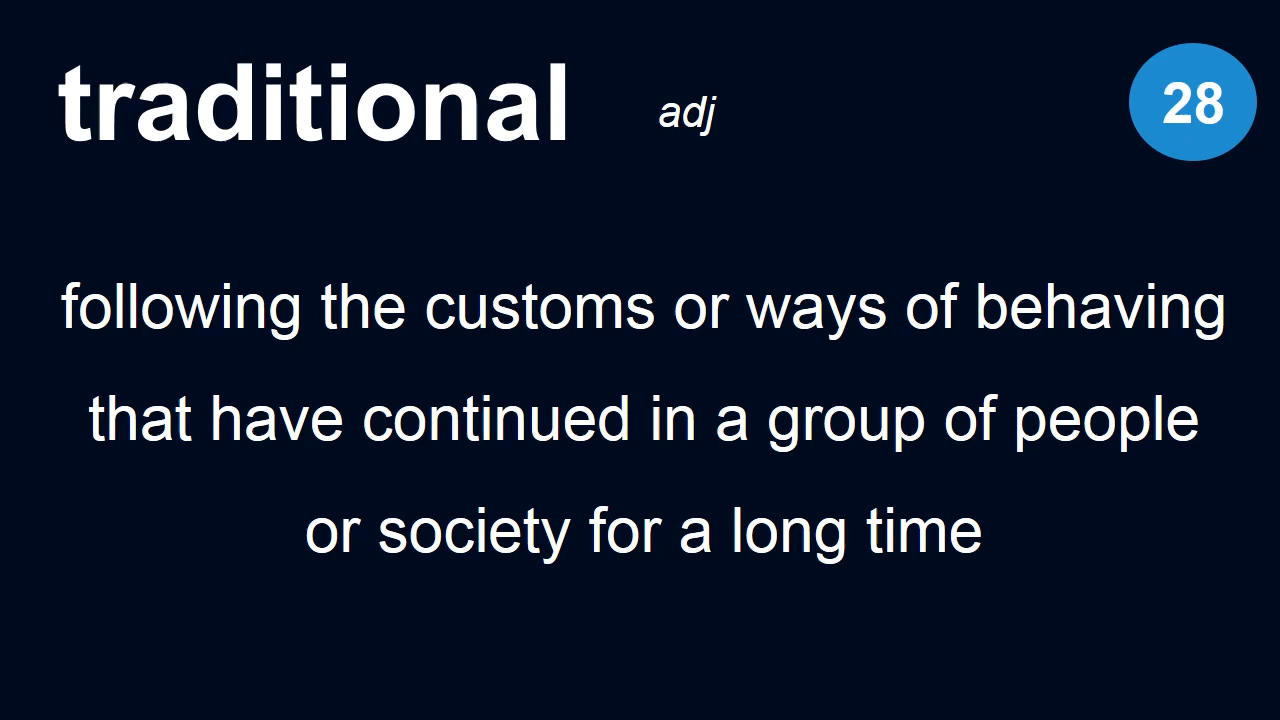 traditional adj 28
following the customs or ways of behaving
that have continued in a group of people
or society for a long time